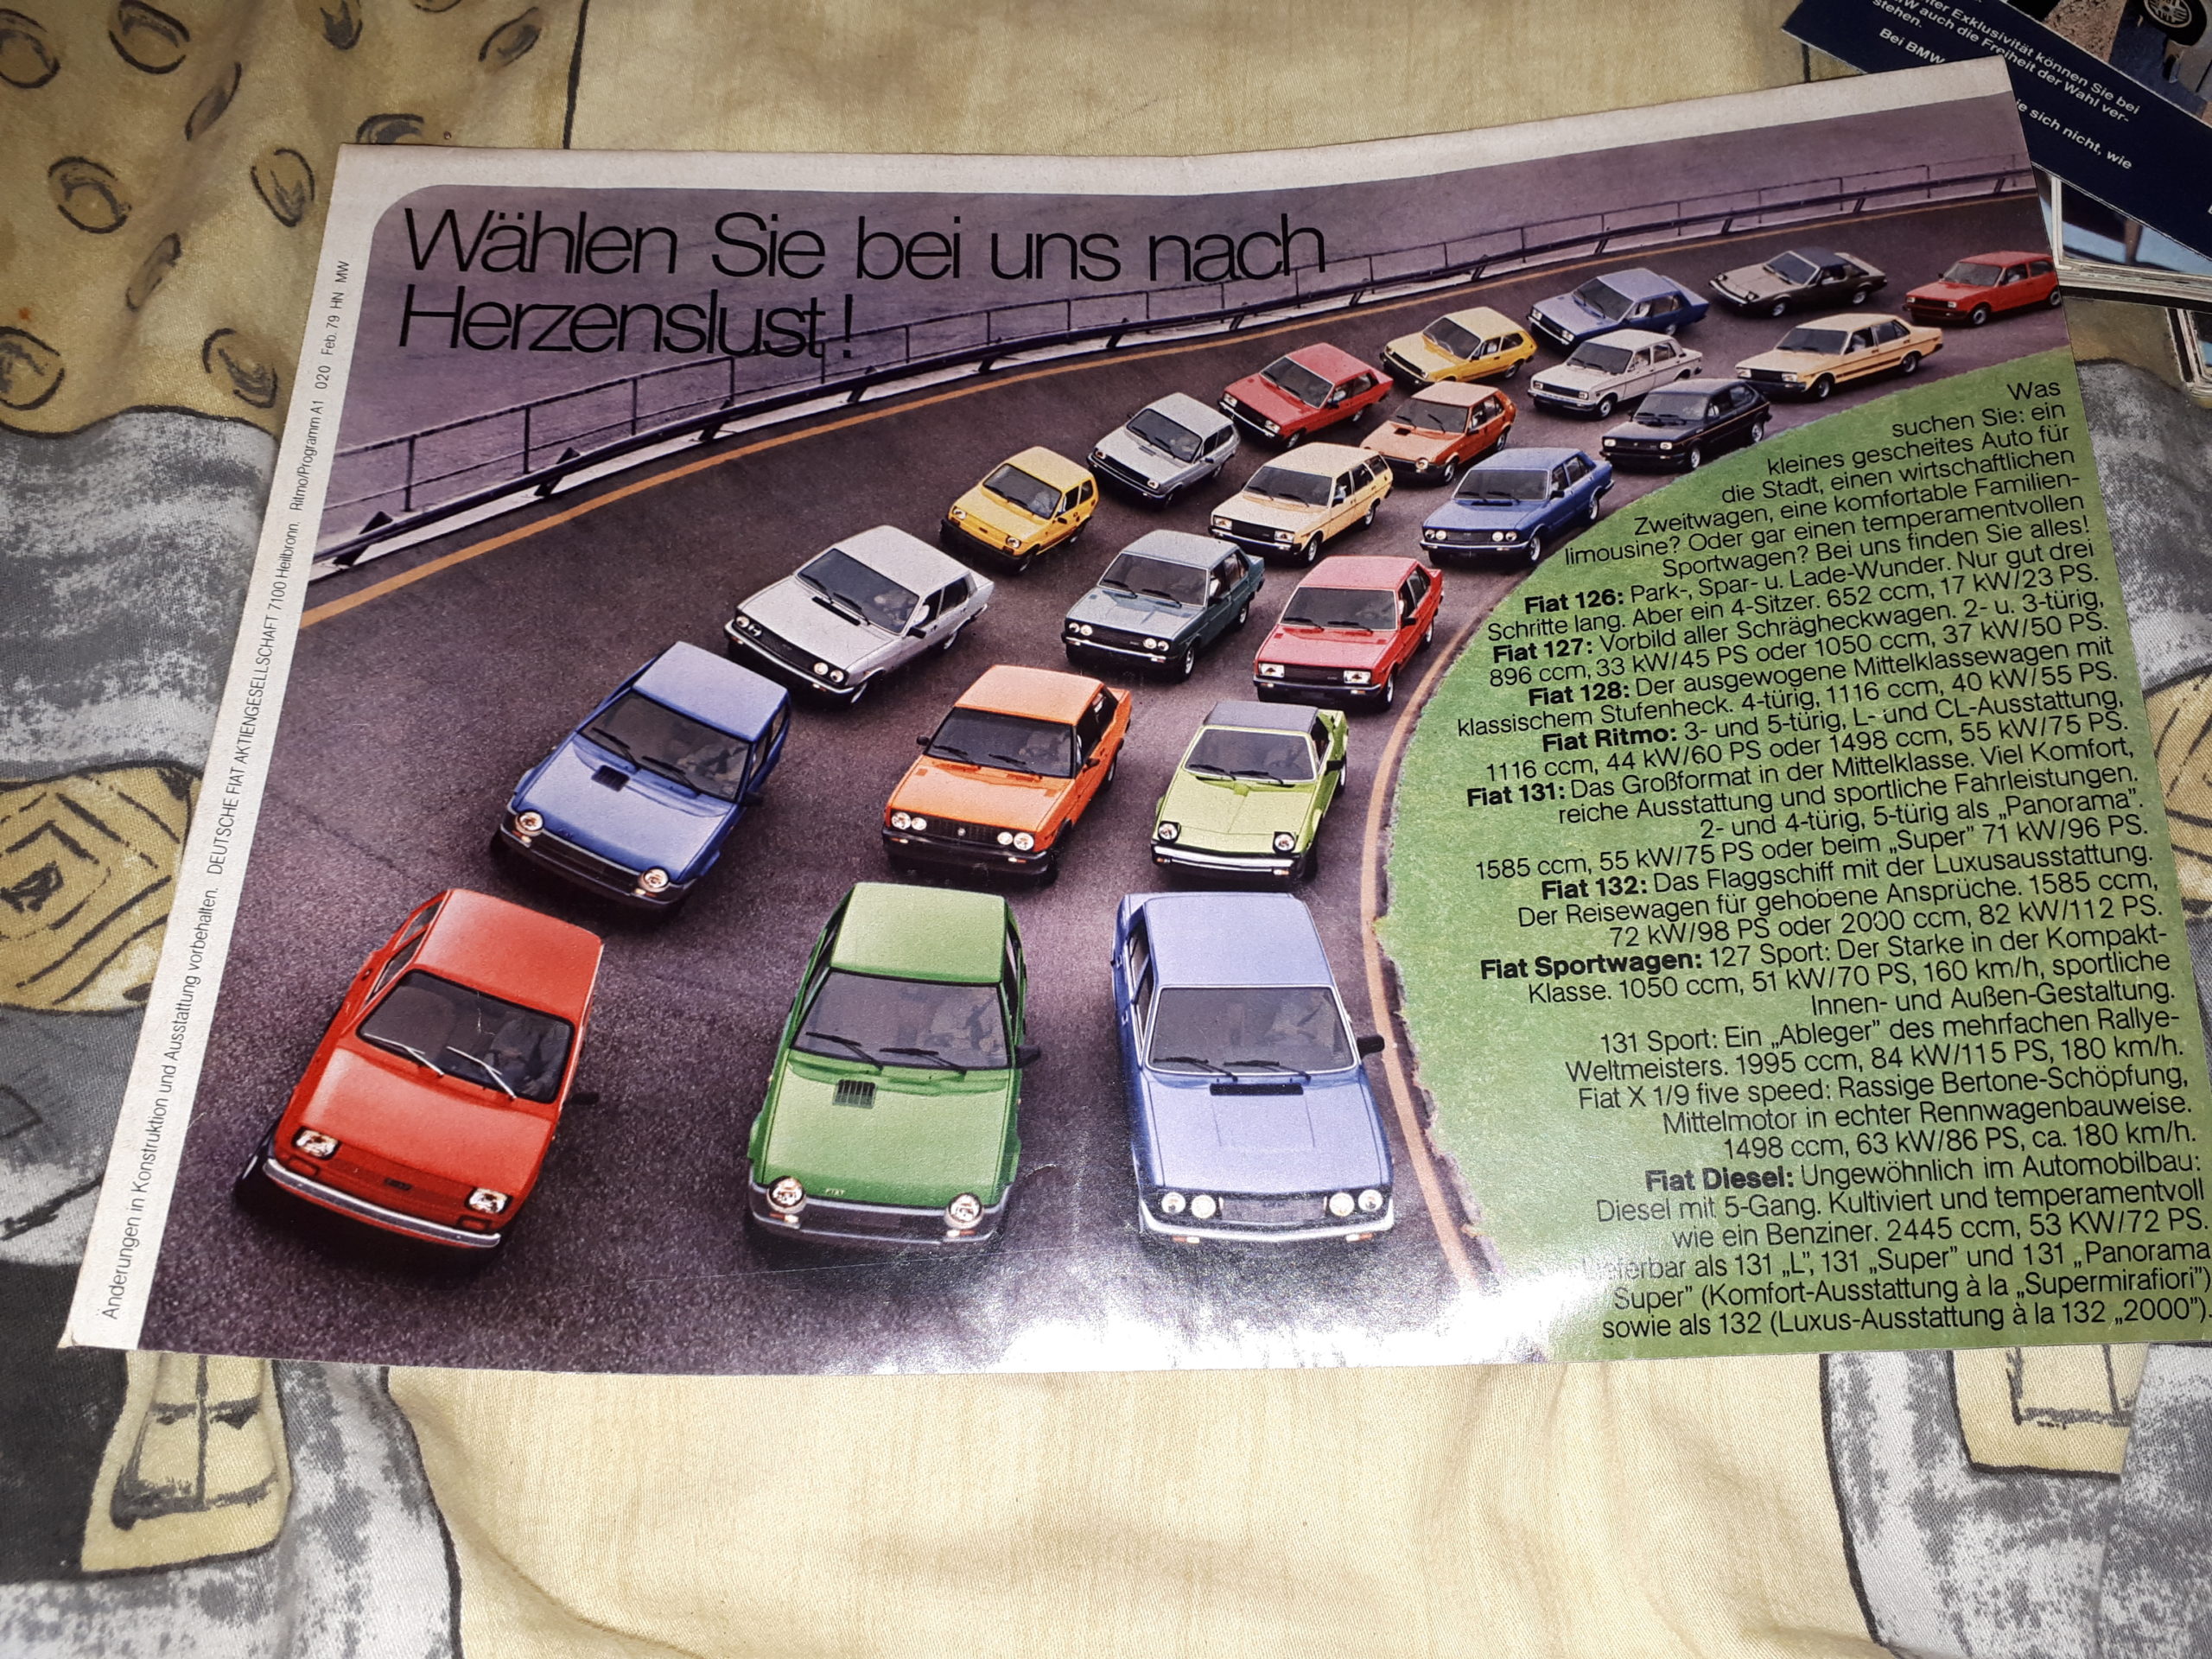 Wählen Sie bei uns nach
Herzenslust!
Was
suchen Sie: ein
kleines gescheites Auto für
die Stadt, einen wirtschaftlichen
Zweitwagen, eine komfortable Familien-
limousine? Oder gar einen temperamentvollen
Sportwagen? Bei uns finden Sie alles!
Fiat 126: Park-, Spar- u. Lade-Wunder. Nur gut drei
Schritte lang. Aber ein 4-Sitzer. 652 ccm, 17 kW/23 PS.
Fiat 127: Vorbild aller Schrägheckwagen. 2- u. 3-türig,
896 ccm, 33 kW/45 PS oder 1050 ccm, 37 kW/50 PS.
Fiat 128: Der ausgewogene Mittelklassewagen mit
klassischem Stufenheck. 4-türig, 1116 ccm, 40 kW/55 PS.
Fiat Ritmo: 3- und 5-türig, L- und CL-Ausstattung,
1116 ccm, 44 kW/60 PS oder 1498 ccm, 55 kW/75 PS.
Fiat 131: Das Großformat in der Mittelklasse. Viel Komfort,
reiche Ausstattung und sportliche Fahrleistungen.
2- und 4-türig, 5-türig als „Panorama”.
1585 ccm, 55 kW/75 PS oder beim „Super” 71 kW/96 PS.
Fiat 132: Das Flaggschiff mit der Luxusausstattung.
Der Reisewagen für gehobene Ansprüche. 1585 ccm,
72 kW/98 PS oder 2000 ccm, 82 kW/112 PS.
Fiat Sportwagen: 127 Sport: Der Starke in der Kompakt-
Klasse. 1050 ccm, 51 kW/70 PS, 160 km/h, sportliche
Innen- und Außen-Gestaltung.
131 Sport: Ein „Ableger” des mehrfachen Rallye-
Weltmeisters. 1995 ccm, 84 kW/115 PS, 180 km/h.
Fiat X 1/9 five speed: Rassige Bertone-Schöpfung,
Mittelmotor in echter Rennwagenbauweise.
1498 ccm, 63 kW/86 PS, ca. 180 km/h.
Fiat Diesel: Ungewöhnlich im Automobilbau:
Diesel mit 5-Gang. Kultiviert und temperamentvoll
wie ein Benziner. 2445 ccm, 53 KW/72 PS.
Lieferbar als 131 „L”, 131 „Super” und 131 „Panorama
Super” (Komfort-Ausstattung à la „Supermirafiori”)
sowie als 132 (Luxus-Ausstattung à la 132 „2000”).
Änderungen in Konstruktion und Ausstattung vorbehalten. DEUTSCHE FIAT AKTIENGESELLSCHAFT 7100 Heilbronn. Ritmo/Programm A1 020 Feb. 79 HN MW
Exklusivität können Sie bei
auch die Freiheit der Wahl ver-
stehen.
Bei BMW
sich nicht, wie